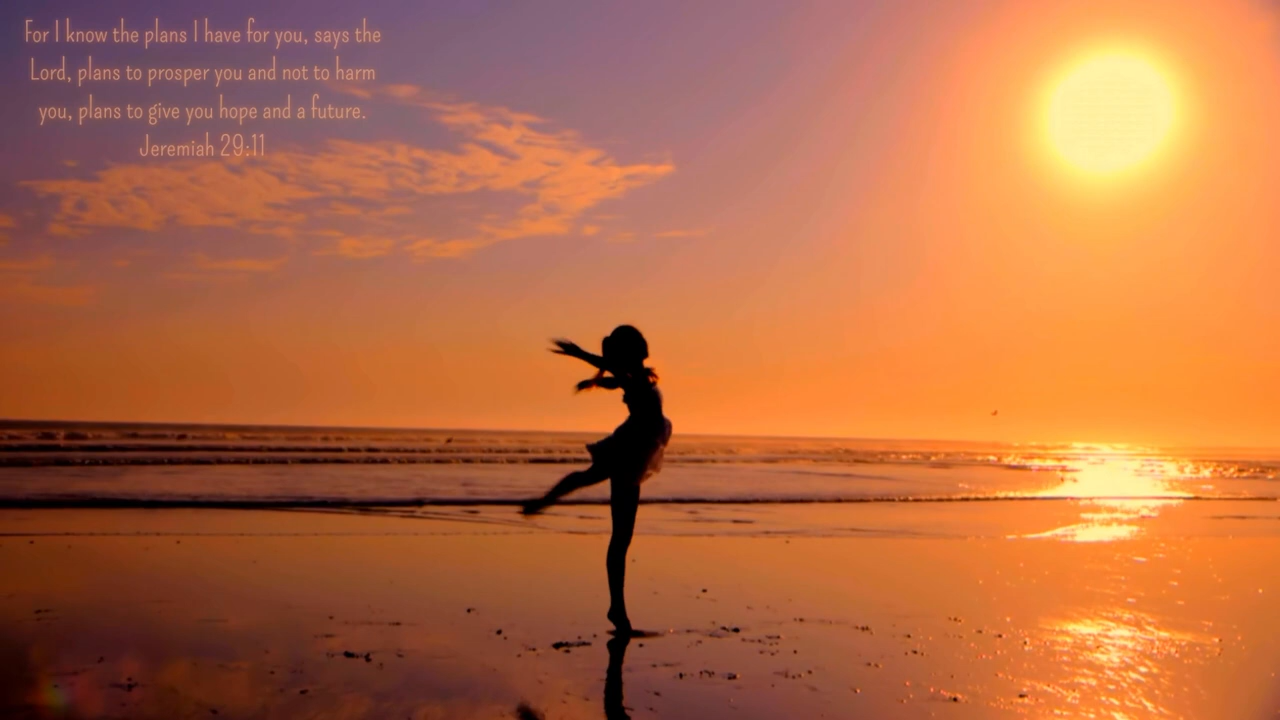 For I know the plans I have for you, says the
Lord, plans to prosper you and not to harm
you, plans to give you hope and a future.
Jeremiah 29:11